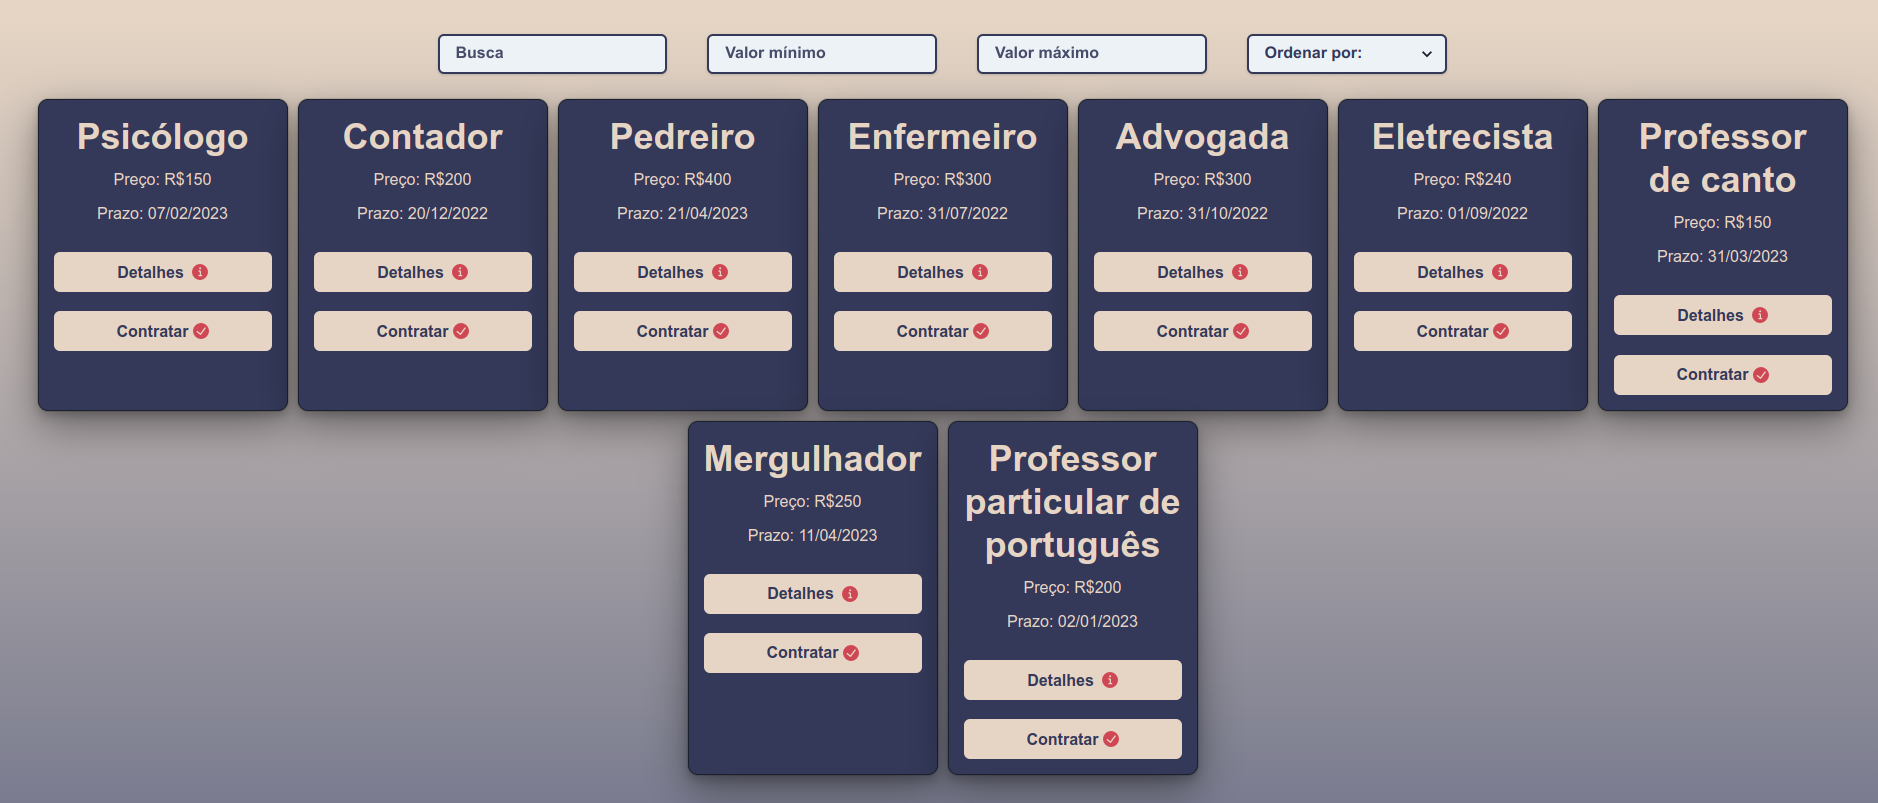 Busca
Valor mínimo
Valor máximo
Ordenar por:
Psicólogo
Preço: R$150
Prazo: 07/02/2023
Detalhes
Contratar
Contador
Preço: R$200
Prazo: 20/12/2022
Detalhes
Contratar
Pedreiro
Preço: R$400
Prazo: 21/04/2023
Detalhes
Contratar
Enfermeiro
Preço: R$300
Prazo: 31/07/2022
Detalhes
Contratar
Advogada
Preço: R$300
Prazo: 31/10/2022
Detalhes
Contratar
Eletrecista
Preço: R$240
Prazo: 01/09/2022
Detalhes
Contratar
Professor
de canto
Preço: R$150
Prazo: 31/03/2023
Detalhes
Contratar
Mergulhador
Preço: R$250
Prazo: 11/04/2023
Detalhes
Contratar
Professor
particular de
português
Preço: R$200
Prazo: 02/01/2023
Detalhes
Contratar